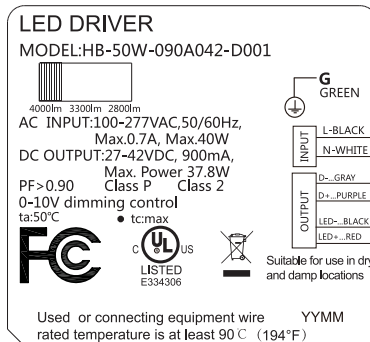 LED DRIVER
MODEL:HB-50W-090A042-D001
4000lm 3300lm 2800lm
AC INPUT:100-277VAC,50/60Hz,
Max.0.7A, Max.40W
DC OUTPUT:27-42VDC, 900mA,
Max. Power 37.8W
PF>0.90 Class P Class 2
0-10V dimming control
ta:50℃
tc:max
FC
C UL US
LISTED
E334306
G
GREEN
INPUT
L-BLACK
N-WHITE
OUTPUT
D-...GRAY
D+...PURPLE
LED-...BLACK
LED+...RED
Suitable for use in dry
and damp locations
Used or connecting equipment wire YYMM
rated temperature is at least 90℃ (194°F)